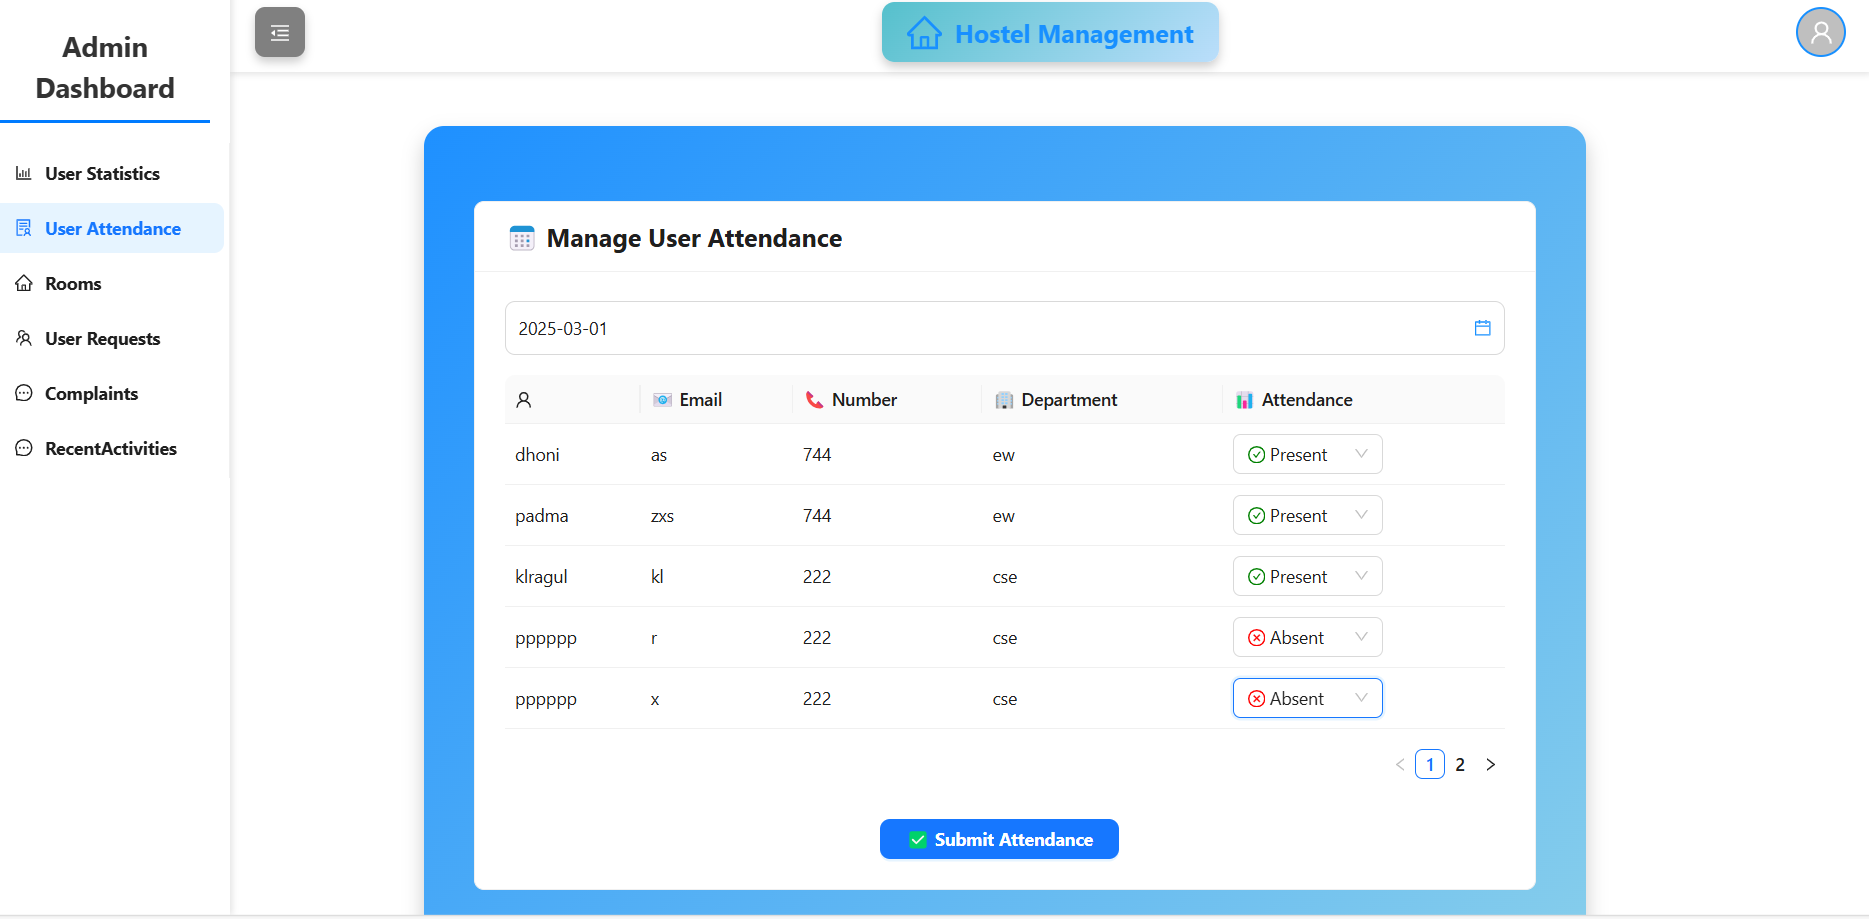 Admin
Dashboard
Hostel Management
User Statistics
User Attendance
Rooms
User Requests
Complaints
RecentActivities
Manage User Attendance
2025-03-01
Email Number Department Attendance
dhoni as 744 ew Present
padma zxs 744 ew Present
klragul kl 222 cse Present
pppppp r 222 cse Absent
pppppp x 222 cse Absent
< 1 2 >
Submit Attendance